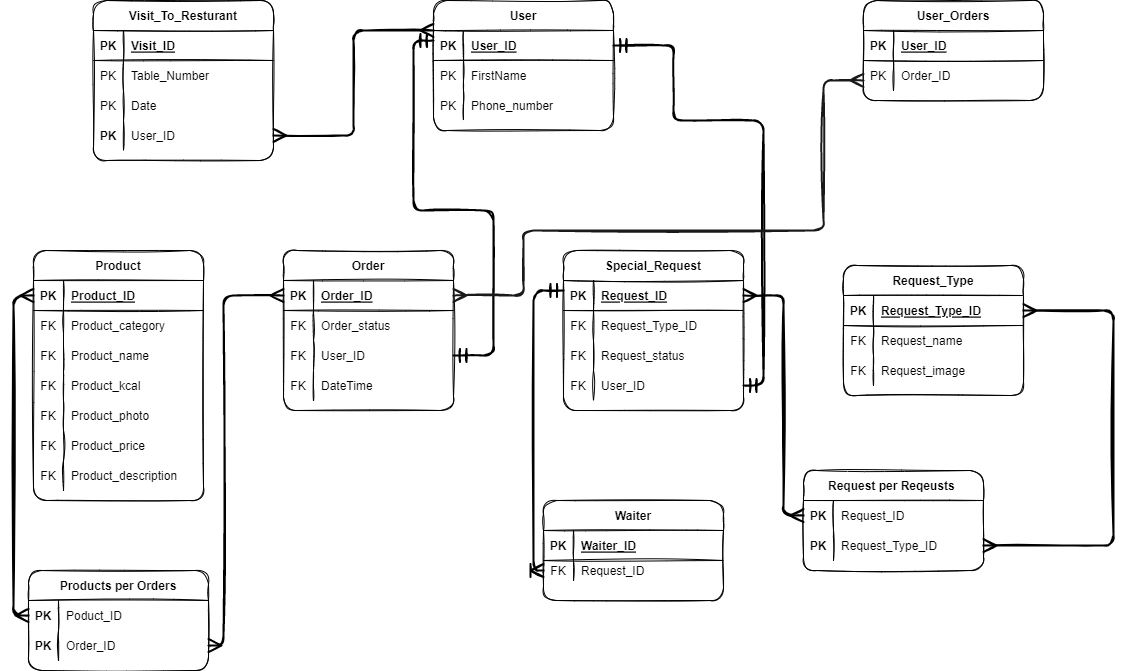 Visit_To_Resturant
PK Visit_ID
PK Table_Number
PK Date
PK User_ID
User
PK User_ID
PK FirstName
PK Phone_number
User_Orders
PK User_ID
PK Order_ID
Product
PK Product_ID
FK Product_category
FK Product_name
FK Product_kcal
FK Product_photo
FK Product_price
FK Product_description
Order
PK Order_ID
FK Order_status
FK User_ID
FK DateTime
Special_Request
PK Request_ID
FK Request_Type_ID
FK Request_status
FK User_ID
Request_Type
PK Request_Type_ID
FK Request_name
FK Request_image
Products per Orders
PK Poduct_ID
PK Order_ID
Waiter
PK Waiter_ID
FK Request_ID
Request per Reqeusts
PK Request_ID
PK Request_Type_ID